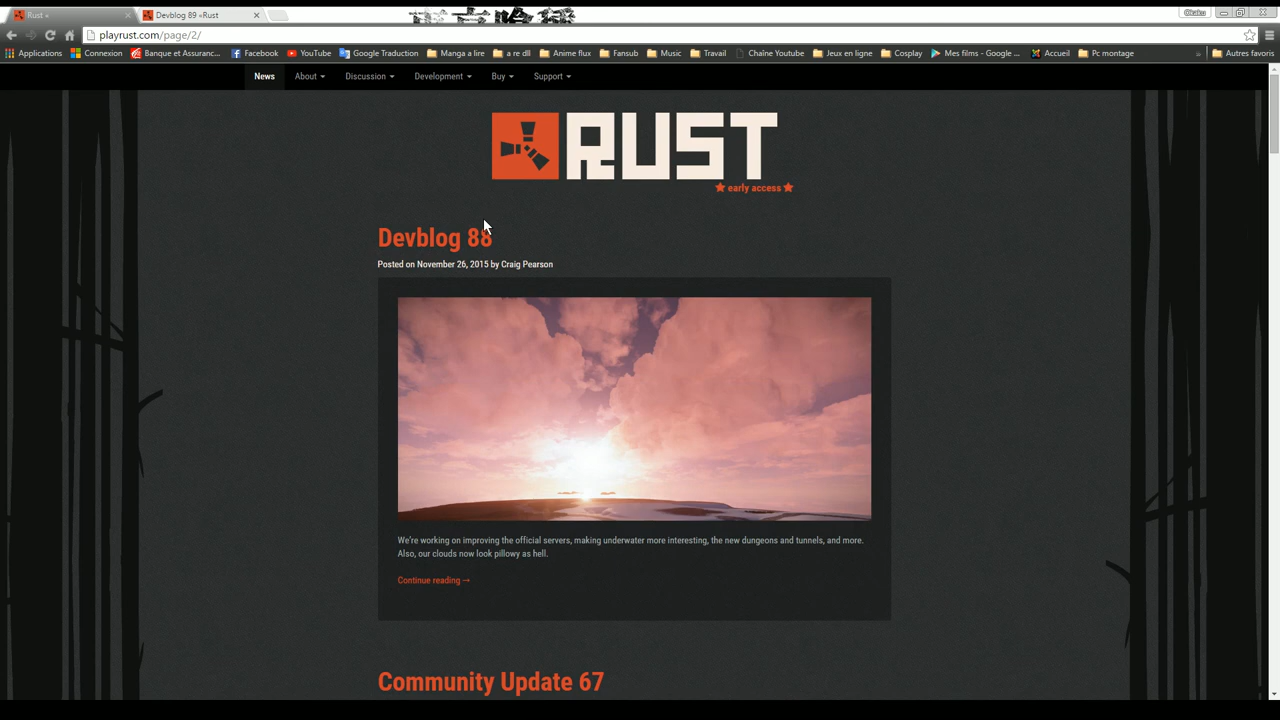 Rust «
Devblog 89 «Rust
Okaku
playrust.com/page/2/
Applications Connexion Banque et Assuranc... Facebook YouTube Google Traduction Manga a lire a re dll Anime flux Fansub Music Travail Chaîne Youtube Jeux en ligne Cosplay Mes films - Google ... Accueil Pc montage » Autres favoris
News About Discussion Development Buy Support
RUST
early access
Devblog 88
Posted on November 26, 2015 by Craig Pearson
We're working on improving the official servers, making underwater more interesting, the new dungeons and tunnels, and more.
Also, our clouds now look pillowy as hell.
Continue reading →
Community Update 67